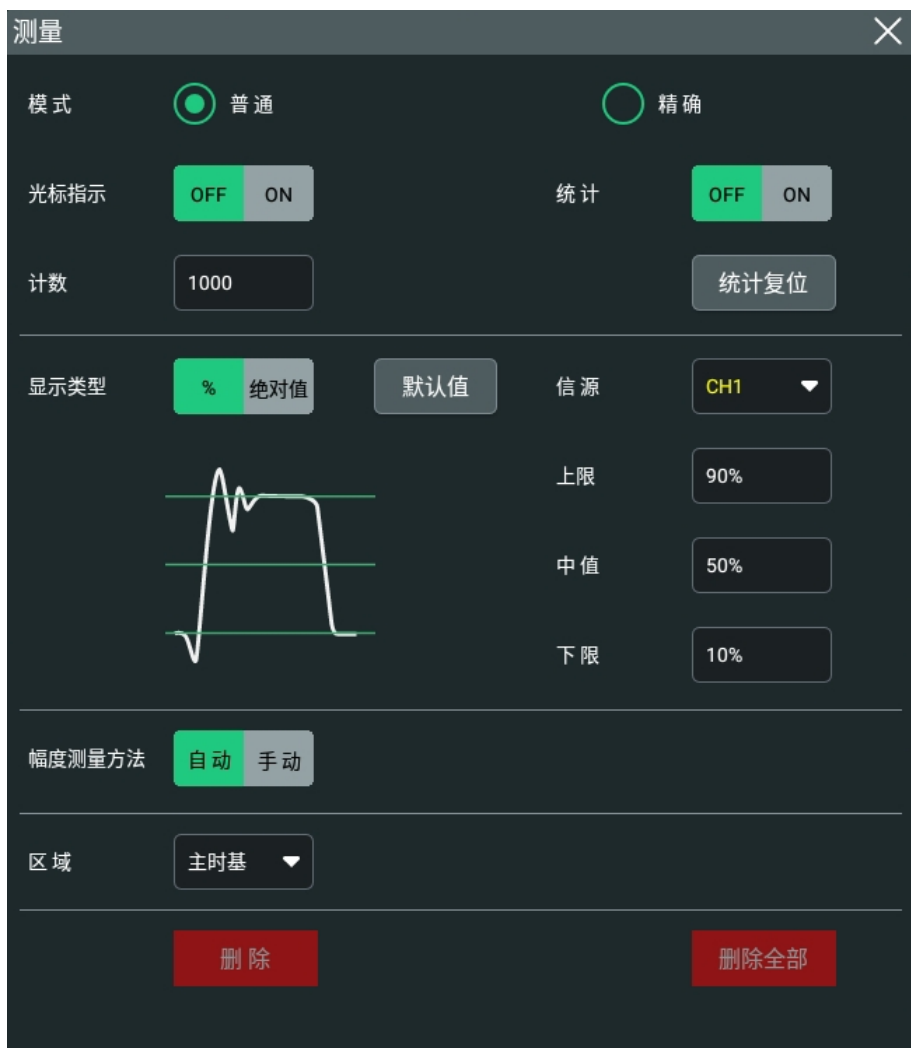 测量
模式 普通 精确
光标指示 OFF ON 统计 OFF ON
计数 1000 统计复位
显示类型 % 绝对值 默认值 信源 CH1
上限 90%
中值 50%
下限 10%
幅度测量方法 自动 手动
区域 主时基
删除 删除全部